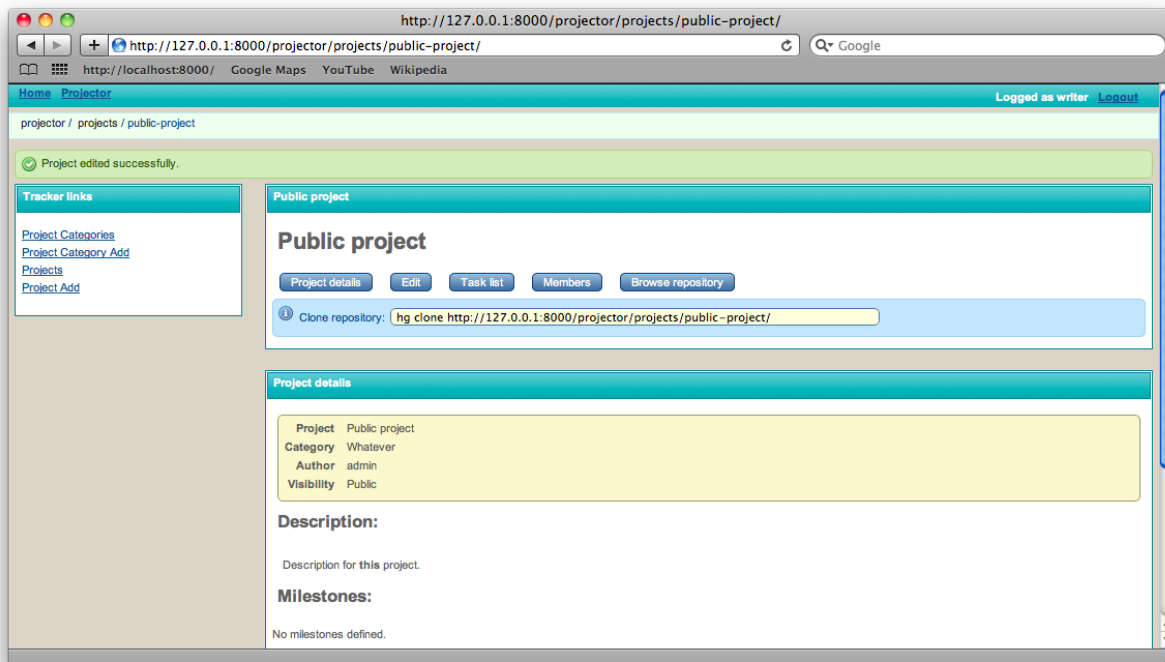 http://127.0.0.1:8000/projector/projects/public-project/
http://127.0.0.1:8000/projector/projects/public-project/
Google
http://localhost:8000/ Google Maps YouTube Wikipedia
Home Projector
Logged as writer Logout
projector / projects / public-project
Project edited successfully.
Tracker links
Project Categories
Project Category Add
Projects
Project Add
Public project
Public project
Project details Edit Task list Members Browse repository
Clone repository: hg clone http://127.0.0.1:8000/projector/projects/public-project/
Project details
Project Public project
Category Whatever
Author admin
Visibility Public
Description:
Description for this project.
Milestones:
No milestones defined.